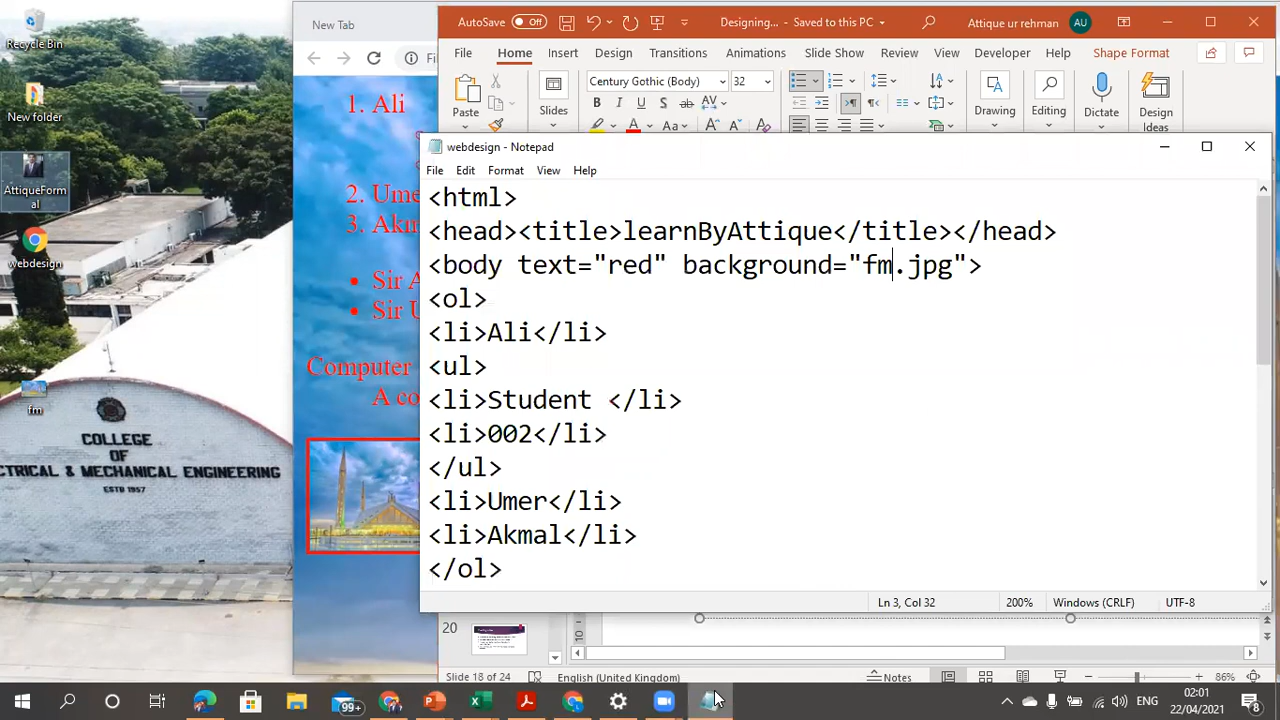 Recycle Bin
New folder
AttiqueForm
al
webdesign
fm
COLLEGE
OF
CTRICAL & MECHANICAL ENGINEERING
ESTD 1957
New Tab
1. Ali
2. Ume
3. Akm
Sir A
Sir U
Computer
A co
AutoSave Off
Designing... - Saved to this PC
Attique ur rehman AU
File Home Insert Design Transitions Animations Slide Show Review View Developer Help Shape Format
Century Gothic (Body) 32
Paste Slides Drawing Editing Dictate Design
Ideas
webdesign - Notepad
File Edit Format View Help
<html>
<head><title>learnByAttique</title></head>
<body text="red" background="fm.jpg">
<ol>
<li>Ali</li>
<ul>
<li>Student </li>
<li>002</li>
</ul>
<li>Umer</li>
<li>Akmal</li>
</ol>
Ln 3, Col 32 200% Windows (CRLF) UTF-8
20
Slide 18 of 24 English (United Kingdom) Notes 86%
99+
ENG
02:01
22/04/2021
8